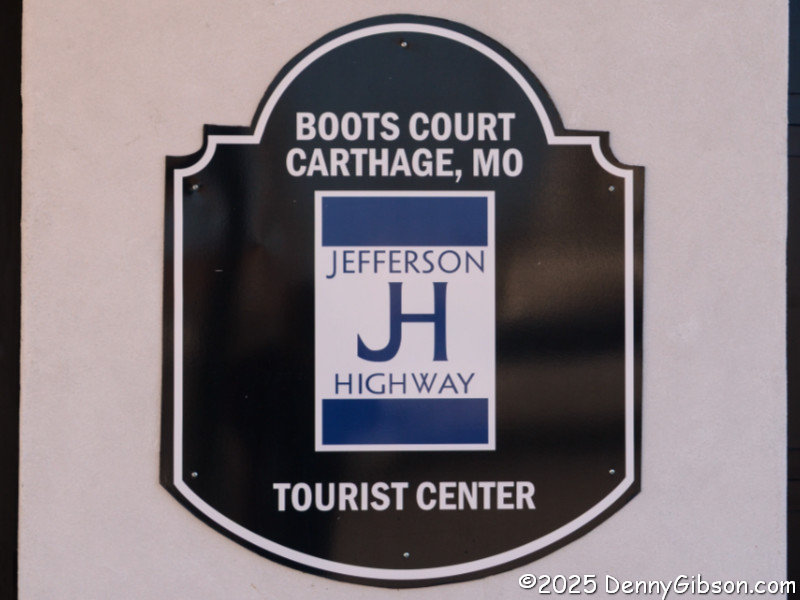 BOOTS COURT
CARTHAGE, MO
JEFFERSON
JH
HIGHWAY
TOURIST CENTER
©2025 DennyGibson.com